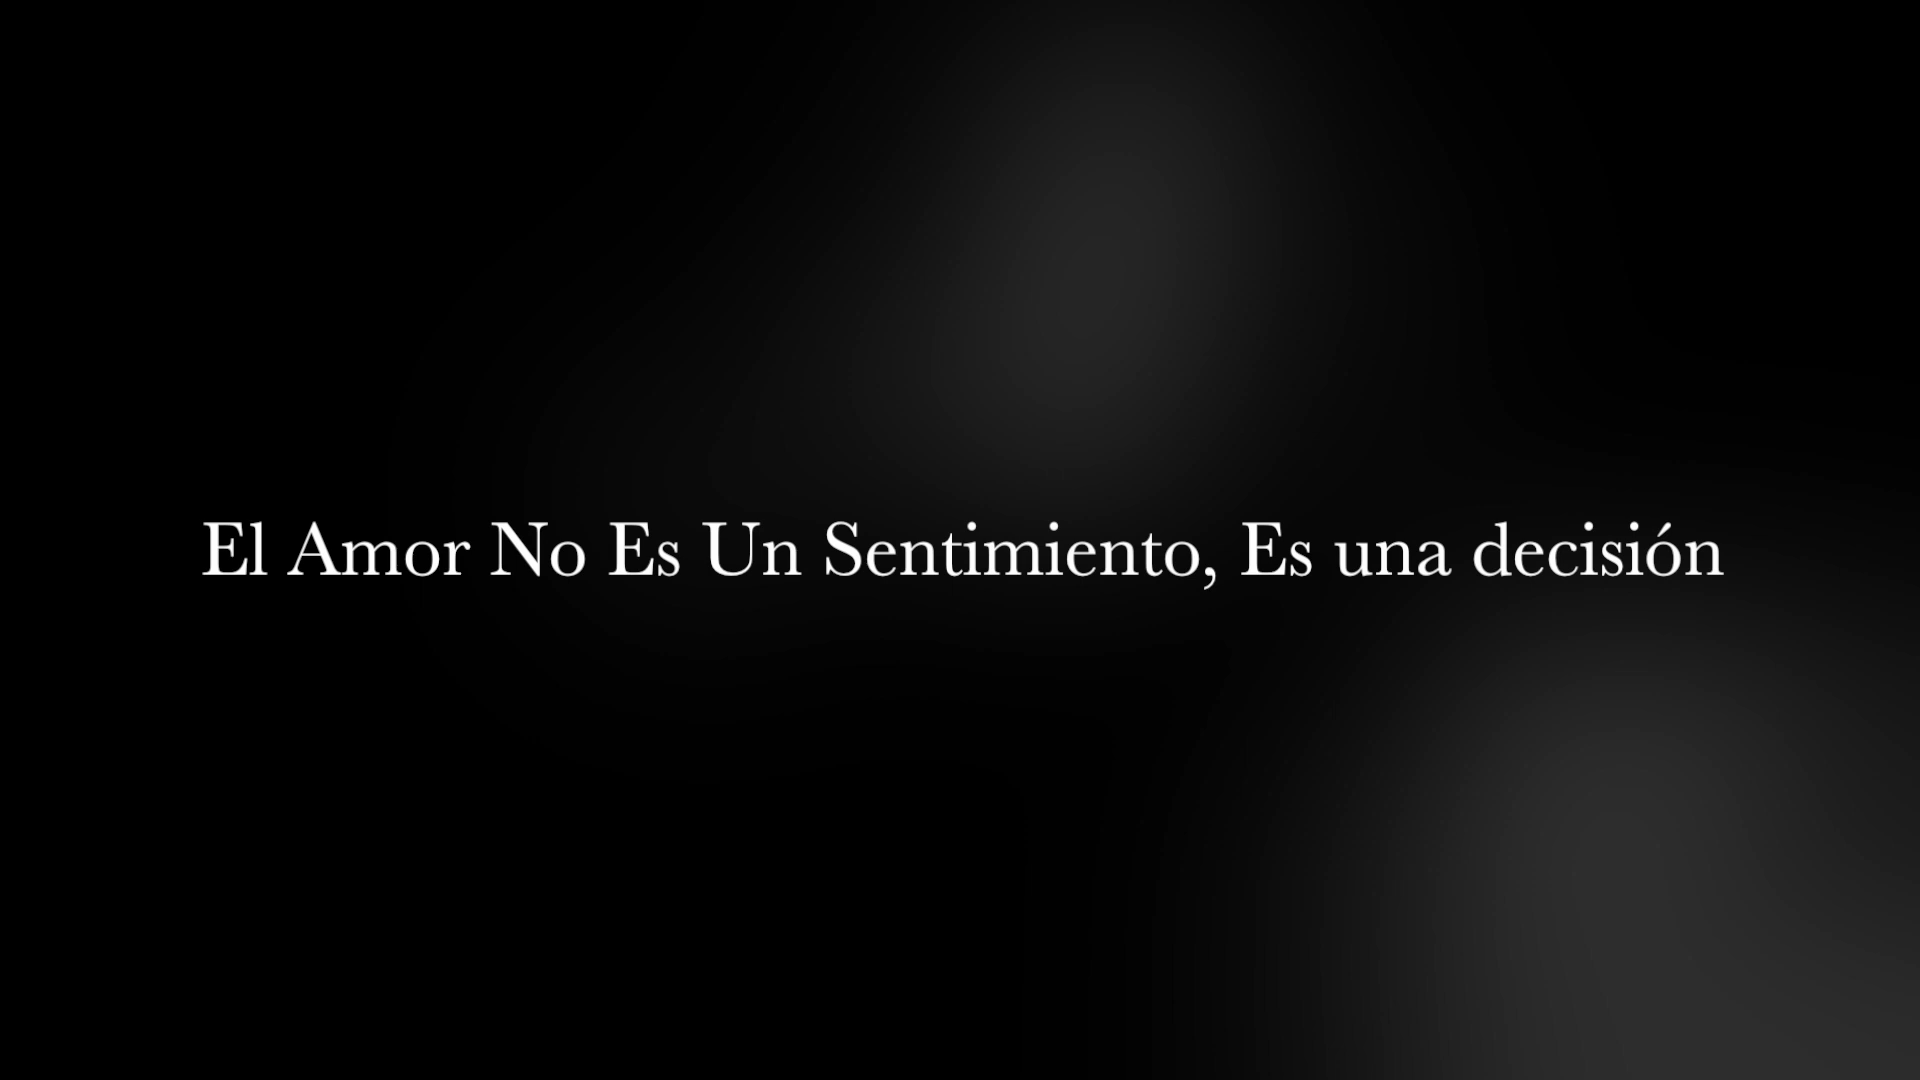 El Amor No Es Un Sentimiento, Es una decisión